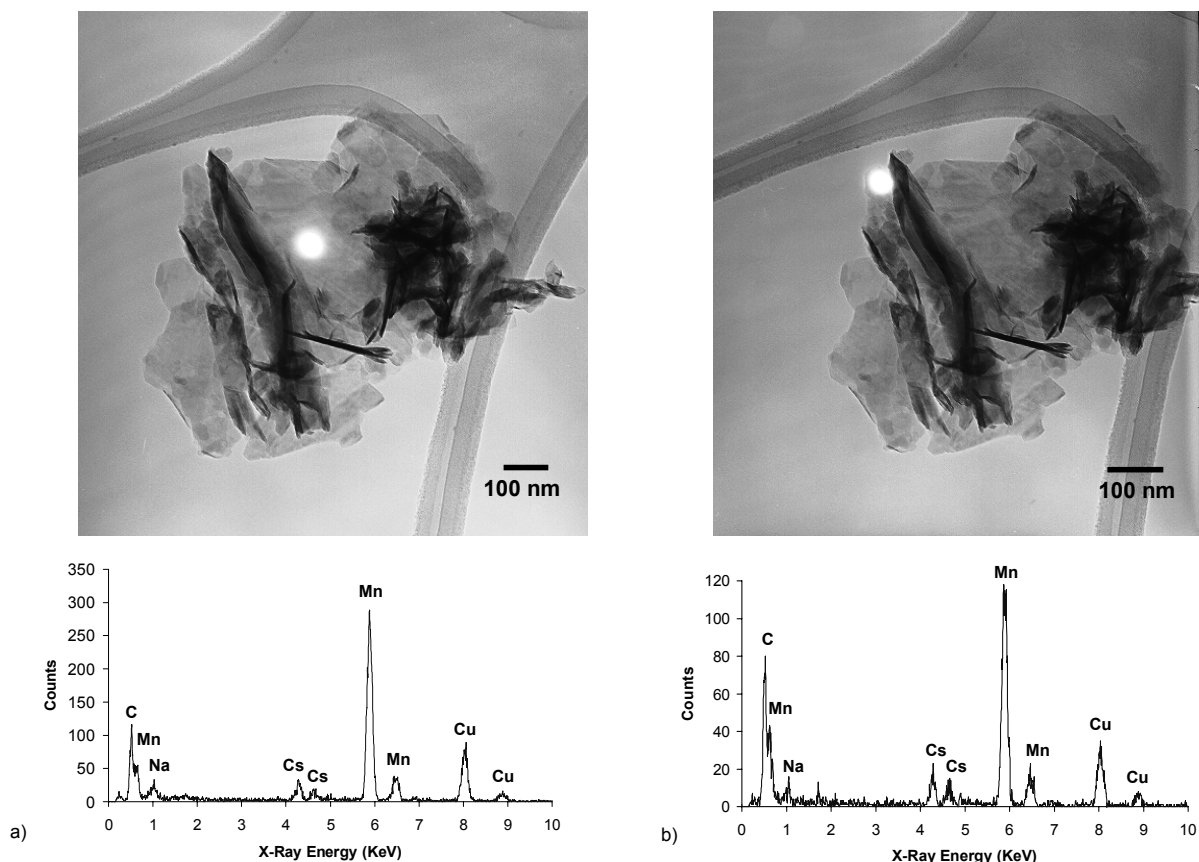 100 nm
100 nm
350
300
250
200
150
100
50
0
Counts
C
Mn
Na
Cs
Cs
Mn
Mn
Cu
Cu
0 1 2 3 4 5 6 7 8 9 10
X-Ray Energy (KeV)
a)
120
100
80
60
40
20
0
Counts
C
Mn
Na
Cs
Cs
Mn
Mn
Cu
Cu
0 1 2 3 4 5 6 7 8 9 10
X-Ray Energy (KeV)
b)